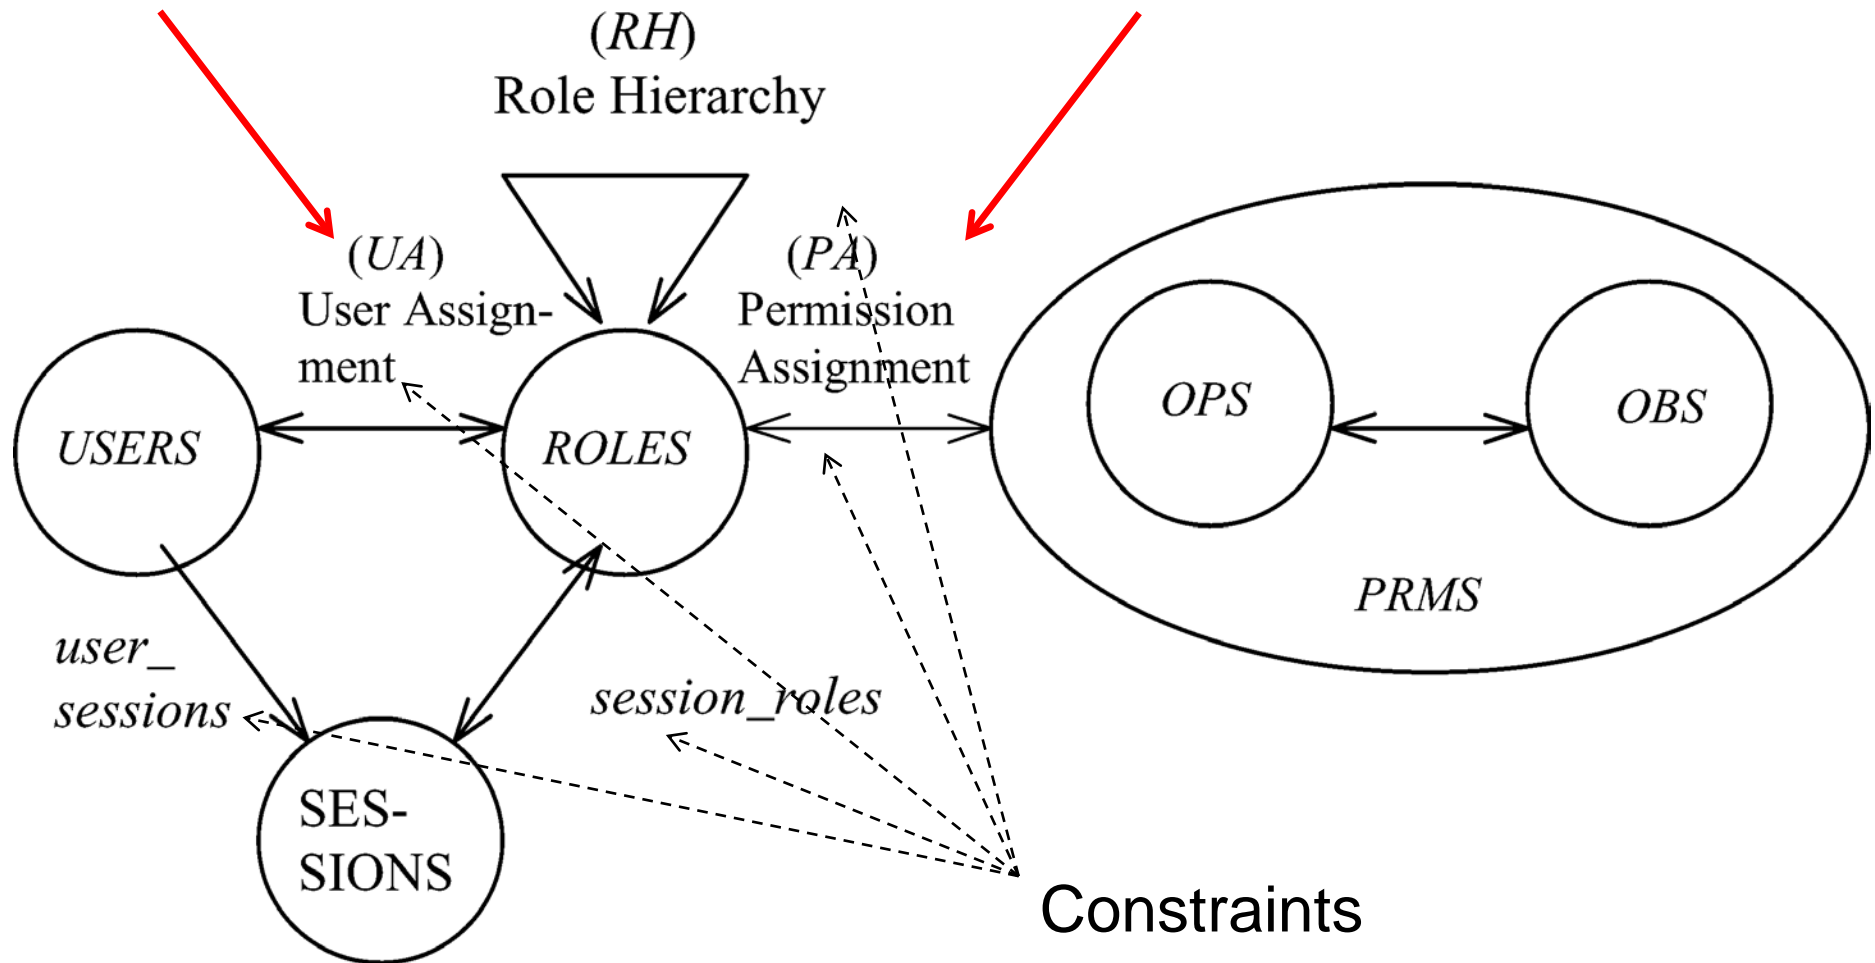 (RH)
Role Hierarchy
(UA)
User Assign-
ment
(PA)
Permission
Assignment
USERS
ROLES
OPS
OBS
PRMS
user_
sessions
session_roles
SES-
SIONS
Constraints